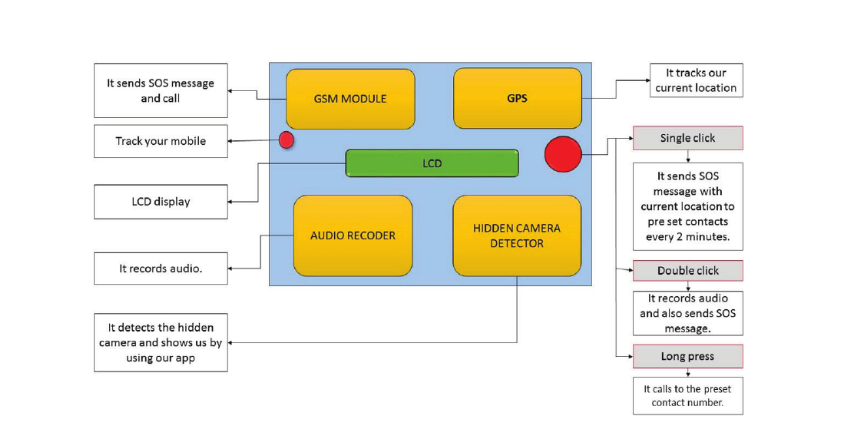 It sends SOS message
and call
GSM MODULE
GPS
It tracks our
current location
Track your mobile
Single click
LCD
It sends SOS
message with
current location to
pre set contacts
every 2 minutes.
LCD display
AUDIO RECODER
HIDDEN CAMERA
DETECTOR
It records audio.
Double click
It records audio
and also sends SOS
message.
It detects the hidden
camera and shows us by
using our app
Long press
It calls to the preset
contact number.